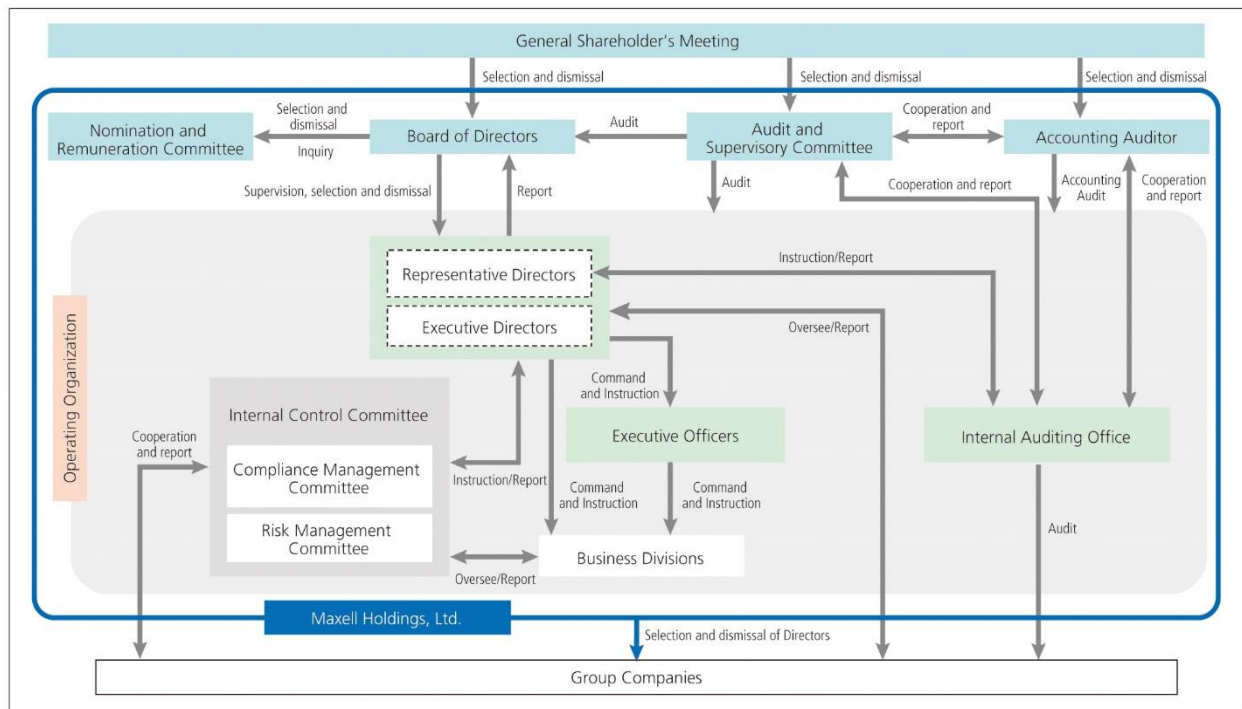 General Shareholder's Meeting
Selection and dismissal
Selection and dismissal
Selection and dismissal
Nomination and
Remuneration Committee
Selection and
dismissal
Inquiry
Board of Directors
Audit
Audit and
Supervisory Committee
Cooperation and
report
Accounting Auditor
Supervision, selection and dismissal
Report
Audit
Cooperation and report
Accounting
Audit
Cooperation
and report
Operating Organization
Representative Directors
Executive Directors
Instruction/Report
Oversee/Report
Command
and Instruction
Internal Control Committee
Compliance Management
Committee
Risk Management
Committee
Cooperation
and report
Instruction/Report
Executive Officers
Internal Auditing Office
Command
and Instruction
Command
and Instruction
Business Divisions
Oversee/Report
Audit
Maxell Holdings, Ltd.
Selection and dismissal of Directors
Group Companies